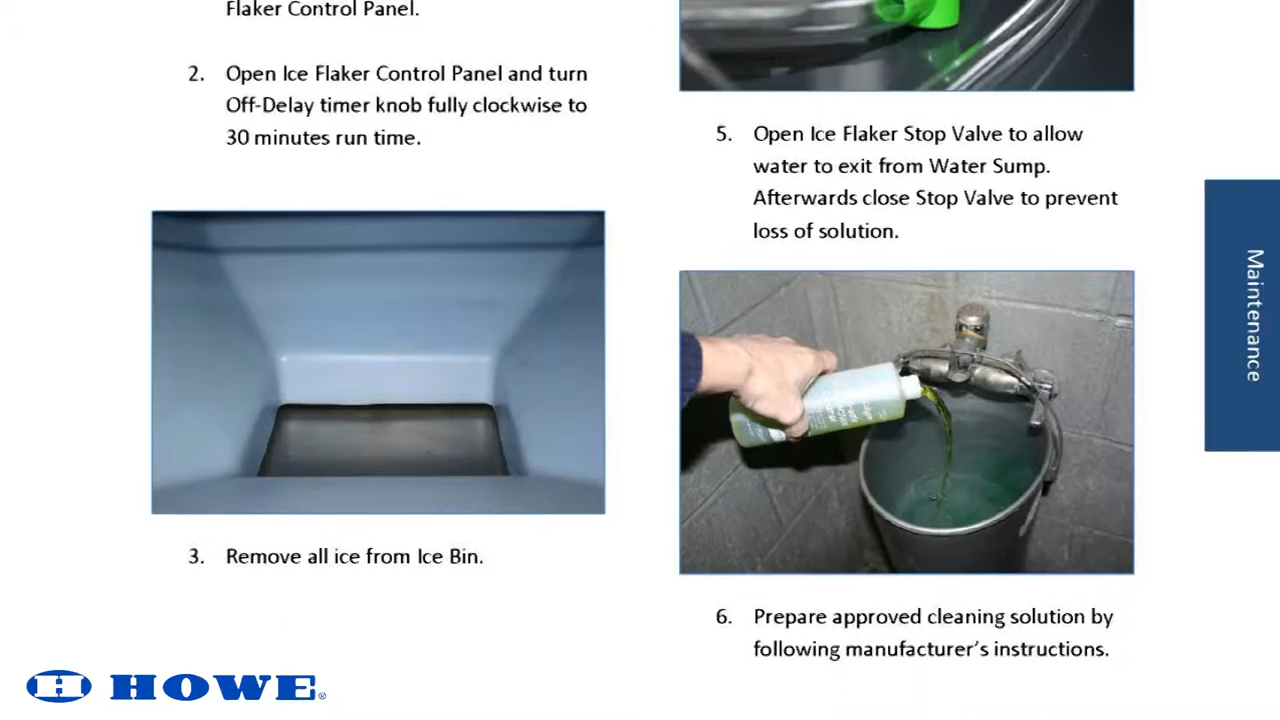 Flaker Control Panel.
2. Open Ice Flaker Control Panel and turn
Off-Delay timer knob fully clockwise to
30 minutes run time.
3. Remove all ice from Ice Bin.
5. Open Ice Flaker Stop Valve to allow
water to exit from Water Sump.
Afterwards close Stop Valve to prevent
loss of solution.
6. Prepare approved cleaning solution by
following manufacturer's instructions.
Maintenance
H HOWE®